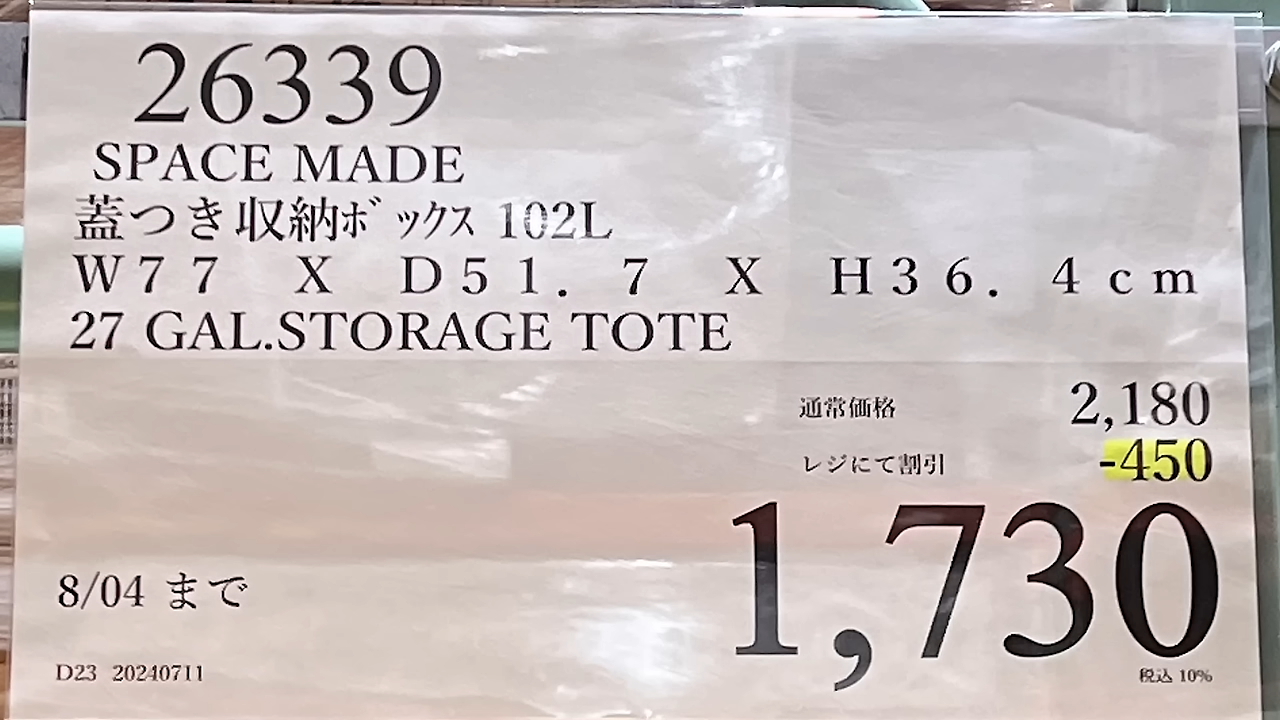 26339
SPACE MADE
蓋つき収納ﾎﾞｯｸｽ 102L
Ｗ７７　Ｘ　Ｄ５１．７　Ｘ　Ｈ３６．４ｃｍ
27 GAL.STORAGE TOTE
通常価格 2,180
レジにて割引 -450
1,730
8/04 まで
D23 20240711
税込 10%